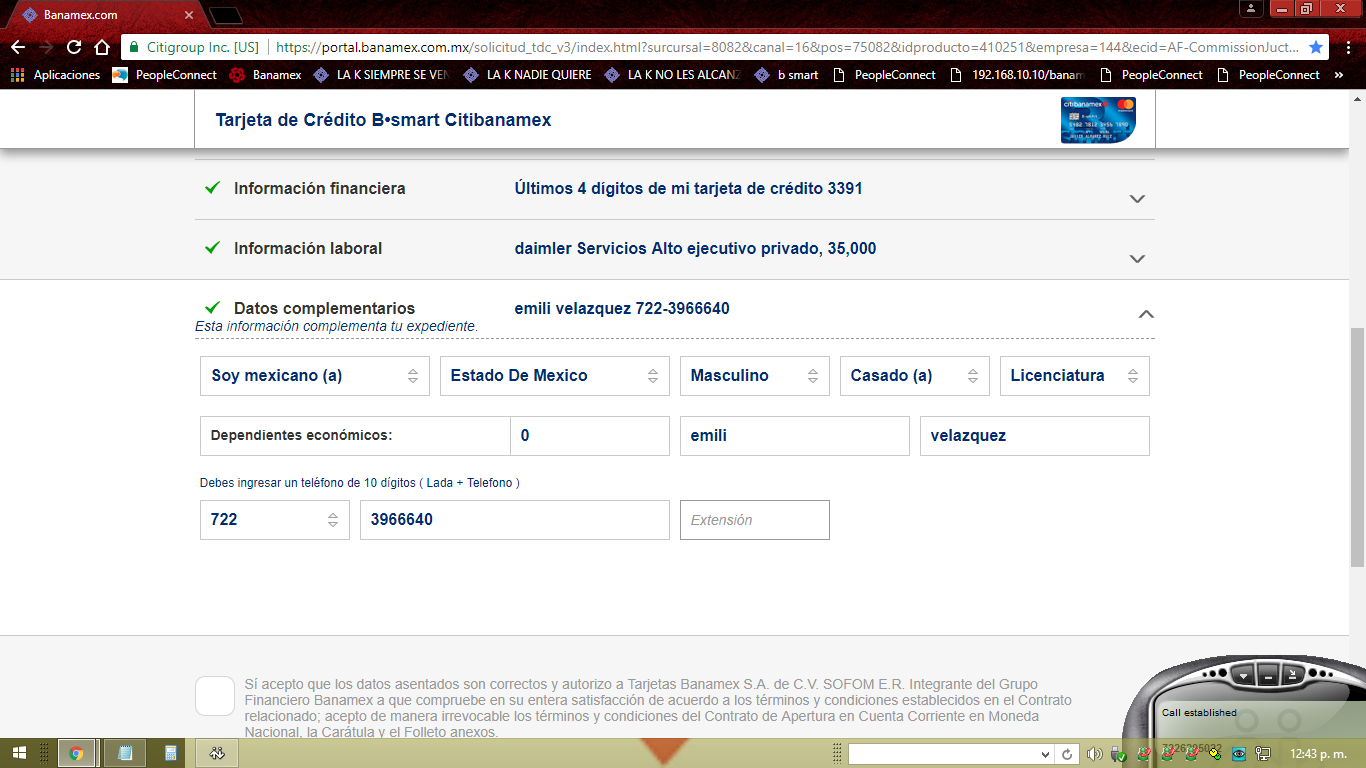 Banamex.com
Citigroup Inc. [US] https://portal.banamex.com.mx/solicitud_tdc_v3/index.html?surcursal=8082&canal=16&pos=75082&idproducto=410251&empresa=144&ecid=AF-CommissionJuct...
Aplicaciones PeopleConnect Banamex LA K SIEMPRE SE VEN LA K NADIE QUIERE LA K NO LES ALCANZ b smart PeopleConnect 192.168.10.10/banam PeopleConnect PeopleConnect »
Tarjeta de Crédito B•smart Citibanamex
citibanamex
Información financiera Últimos 4 dígitos de mi tarjeta de crédito 3391
Información laboral daimler Servicios Alto ejecutivo privado, 35,000
Datos complementarios emili velazquez 722-3966640
Esta información complementa tu expediente.
Soy mexicano (a) Estado De Mexico Masculino Casado (a) Licenciatura
Dependientes económicos: 0 emili velazquez
Debes ingresar un teléfono de 10 dígitos ( Lada + Telefono )
722 3966640 Extensión
Sí acepto que los datos asentados son correctos y autorizo a Tarjetas Banamex S.A. de C.V. SOFOM E.R. Integrante del Grupo
Financiero Banamex a que compruebe en su entera satisfacción de acuerdo a los términos y condiciones establecidos en el Contrato
relacionado; acepto de manera irrevocable los términos y condiciones del Contrato de Apertura en Cuenta Corriente en Moneda
Nacional, la Carátula y el Folleto anexos.
Call established
12:43 p. m.